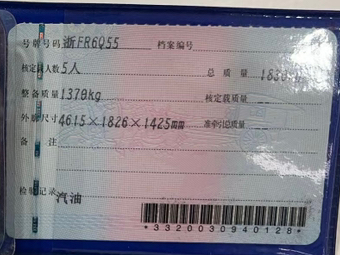 号牌号码 浙FR6Q55 档案编号
核定载人数 5人 总质量
整备质量 1370kg 核定载质量 --
外廓尺寸 4615×1826×1425mm 准牵引总质量 --
备 注
检验记录 汽油
*3320030940128*